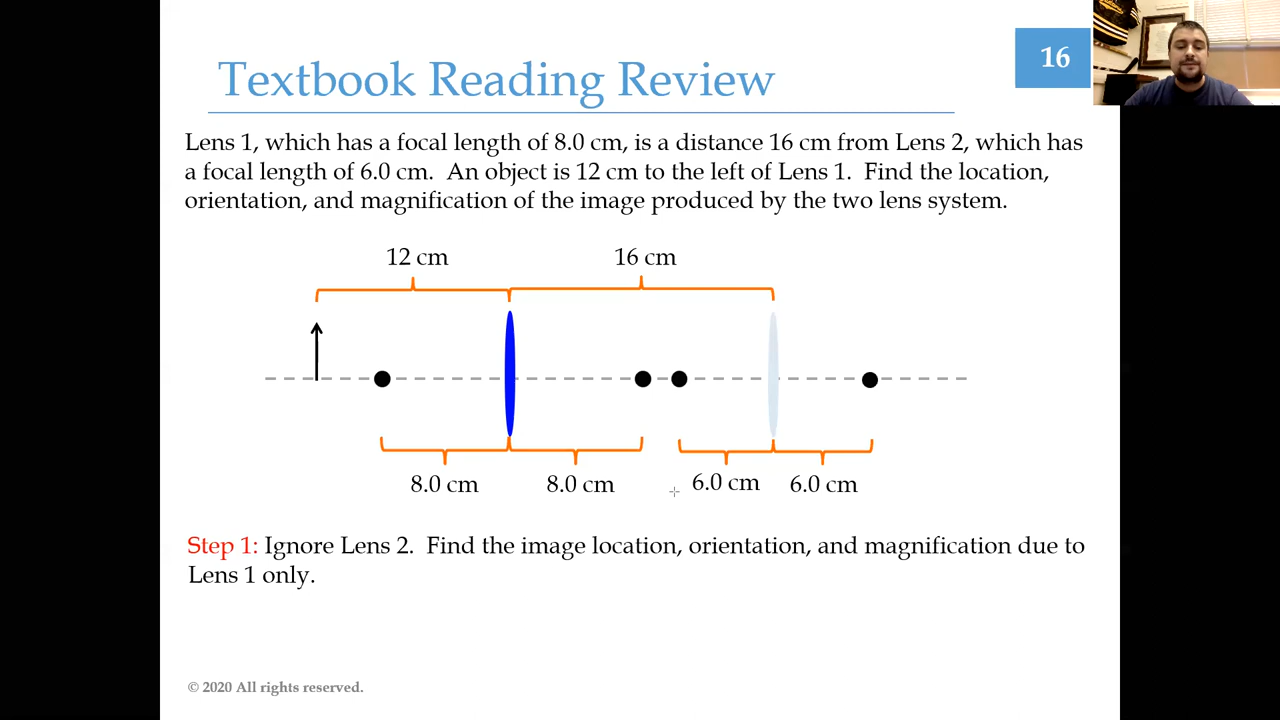 16
Textbook Reading Review
Lens 1, which has a focal length of 8.0 cm, is a distance 16 cm from Lens 2, which has
a focal length of 6.0 cm.  An object is 12 cm to the left of Lens 1.  Find the location,
orientation, and magnification of the image produced by the two lens system.
12 cm
16 cm
8.0 cm
8.0 cm
6.0 cm
6.0 cm
Step 1: Ignore Lens 2.  Find the image location, orientation, and magnification due to
Lens 1 only.
© 2020 All rights reserved.